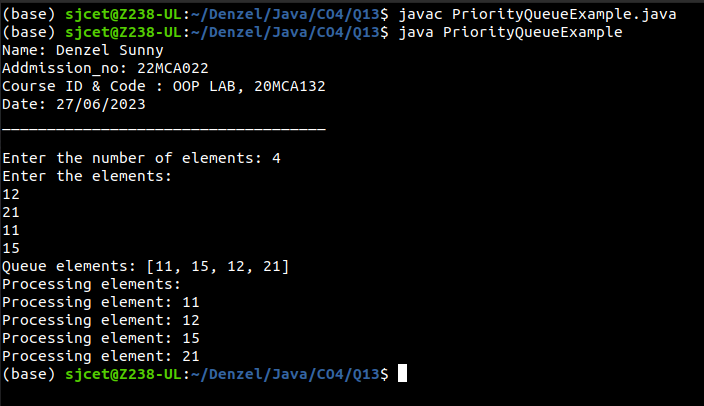 (base) sjcet@Z238-UL:~/Denzel/Java/CO4/Q13$ javac PriorityQueueExample.java
(base) sjcet@Z238-UL:~/Denzel/Java/CO4/Q13$ java PriorityQueueExample
Name: Denzel Sunny
Addmission_no: 22MCA022
Course ID & Code : OOP LAB, 20MCA132
Date: 27/06/2023
____________________________________
Enter the number of elements: 4
Enter the elements:
12
21
11
15
Queue elements: [11, 15, 12, 21]
Processing elements:
Processing element: 11
Processing element: 12
Processing element: 15
Processing element: 21
(base) sjcet@Z238-UL:~/Denzel/Java/CO4/Q13$